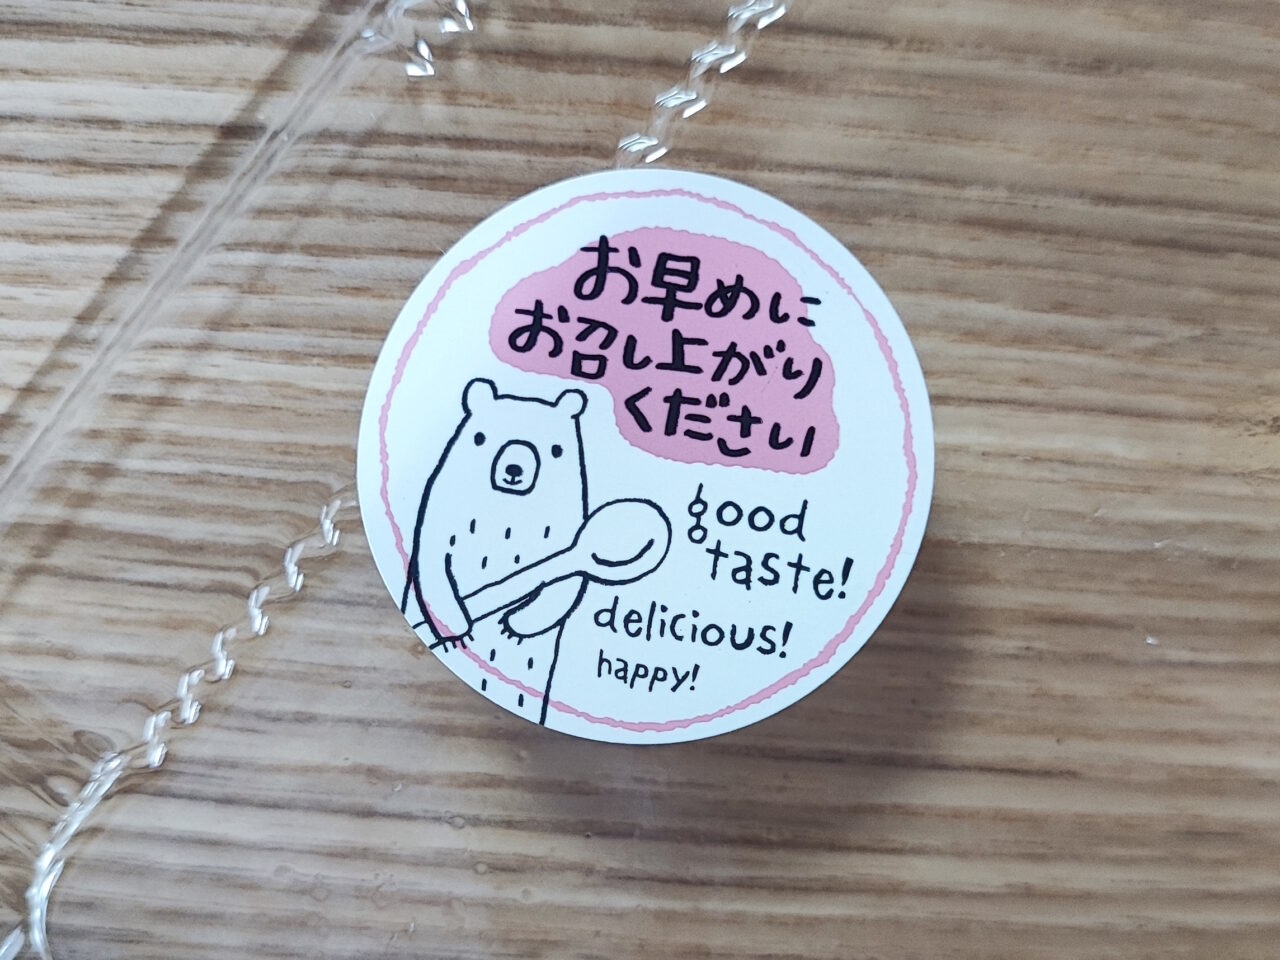 お早めに
お召し上がり
ください
good
taste!
delicious!
happy!